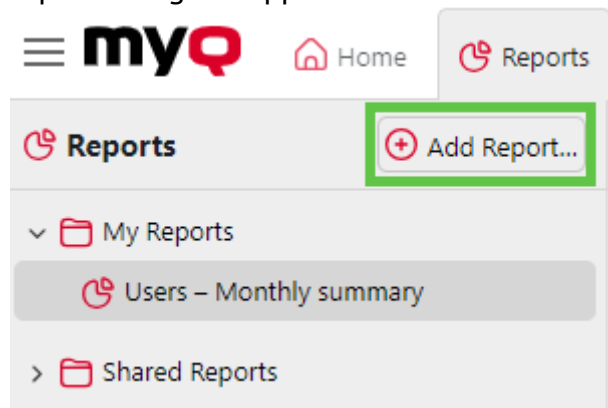 myQ Home Reports
Reports Add Report...
My Reports
Users – Monthly summary
Shared Reports